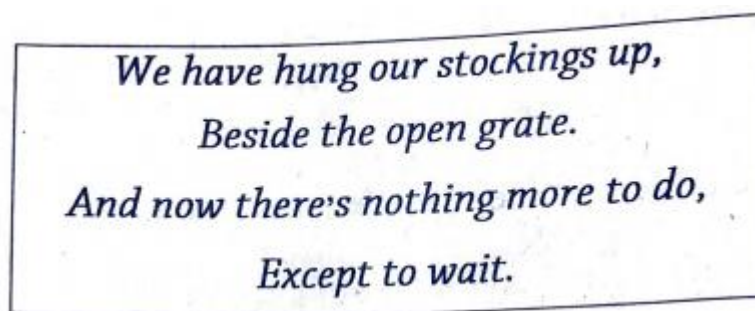 We have hung our stockings up,
Beside the open grate.
And now there's nothing more to do,
Except to wait.